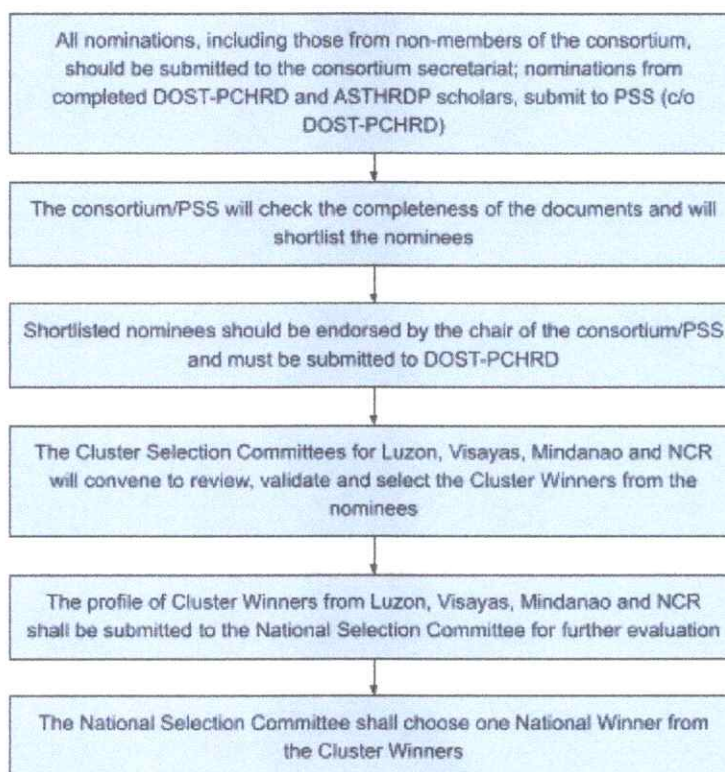 All nominations, including those from non-members of the consortium,
should be submitted to the consortium secretariat; nominations from
completed DOST-PCHRD and ASTHRDP scholars, submit to PSS (c/o
DOST-PCHRD)
The consortium/PSS will check the completeness of the documents and will
shortlist the nominees
Shortlisted nominees should be endorsed by the chair of the consortium/PSS
and must be submitted to DOST-PCHRD
The Cluster Selection Committees for Luzon, Visayas, Mindanao and NCR
will convene to review, validate and select the Cluster Winners from the
nominees
The profile of Cluster Winners from Luzon, Visayas, Mindanao and NCR
shall be submitted to the National Selection Committee for further evaluation
The National Selection Committee shall choose one National Winner from
the Cluster Winners